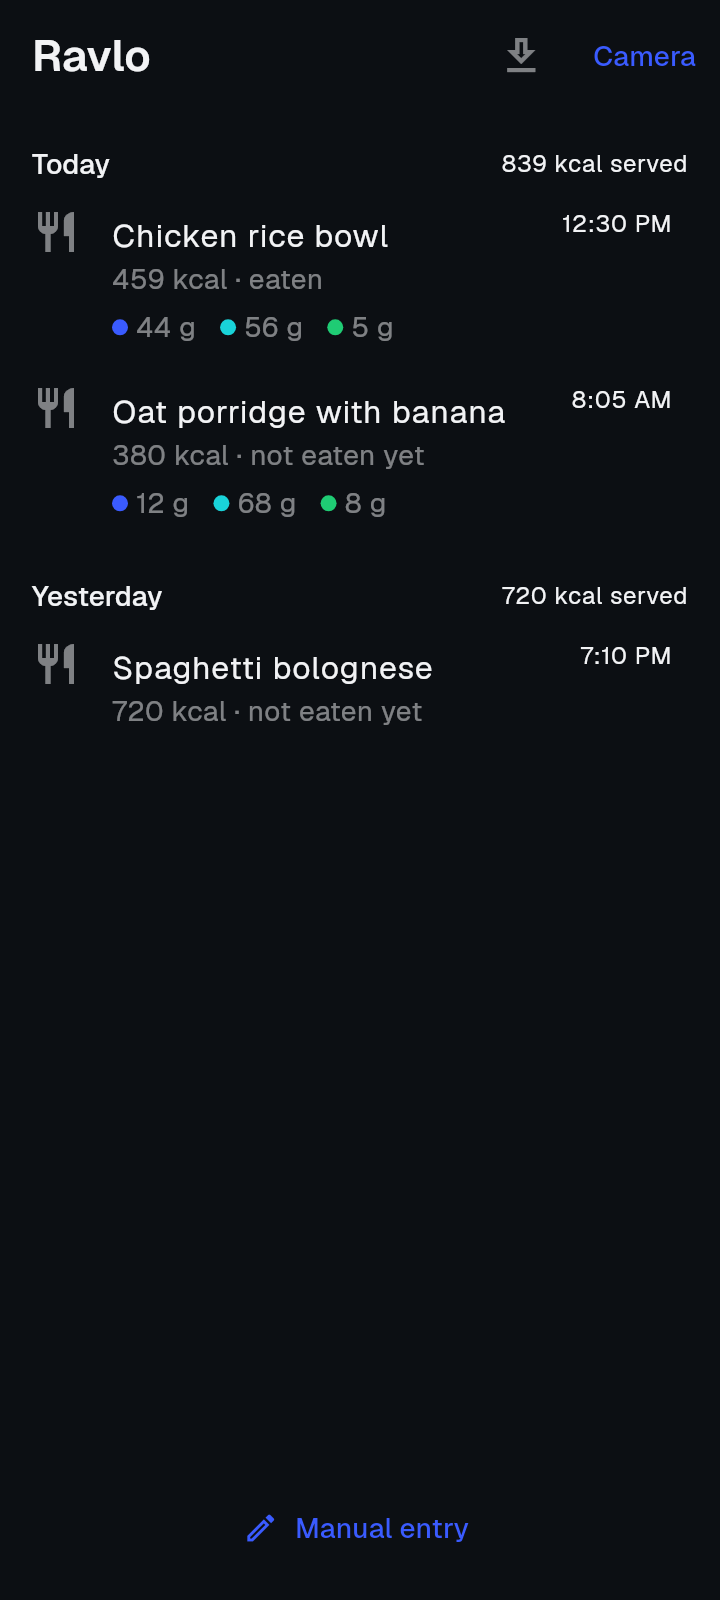 Ravlo
Camera
Today
839 kcal served
Chicken rice bowl
12:30 PM
459 kcal · eaten
44 g 56 g 5 g
Oat porridge with banana
8:05 AM
380 kcal · not eaten yet
12 g 68 g 8 g
Yesterday
720 kcal served
Spaghetti bolognese
7:10 PM
720 kcal · not eaten yet
Manual entry